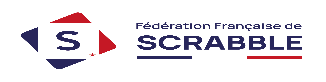 S
Fédération Française de
SCRABBLE